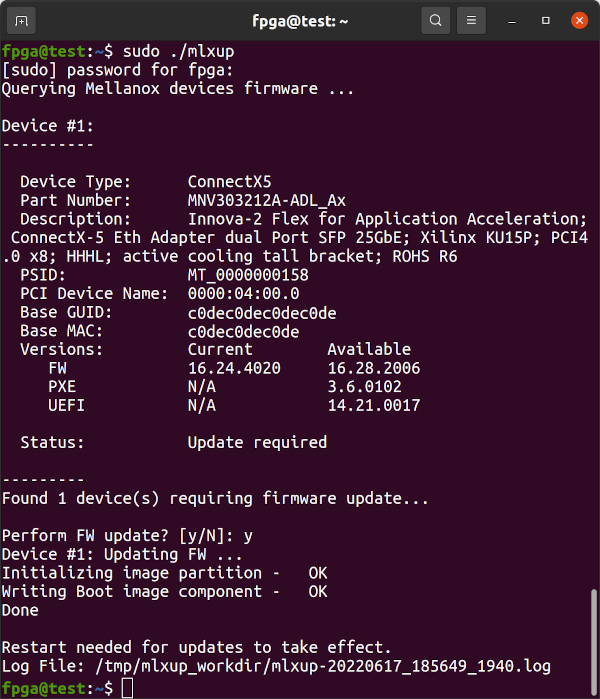 fpga@test: ~
fpga@test:~$ sudo ./mlxup
[sudo] password for fpga:
Querying Mellanox devices firmware ...
Device #1:
----------
Device Type:      ConnectX5
Part Number:      MNV303212A-ADL_Ax
Description:      Innova-2 Flex for Application Acceleration;
ConnectX-5 Eth Adapter dual Port SFP 25GbE; Xilinx KU15P; PCI4
.0 x8; HHHL; active cooling tall bracket; ROHS R6
PSID:             MT_0000000158
PCI Device Name:  0000:04:00.0
Base GUID:        c0dec0dec0dec0de
Base MAC:         c0dec0dec0de
Versions:         Current        Available
FW             16.24.4020     16.28.2006
PXE            N/A            3.6.0102
UEFI           N/A            14.21.0017
Status:           Update required
---------
Found 1 device(s) requiring firmware update...
Perform FW update? [y/N]: y
Device #1: Updating FW ...
Initializing image partition -   OK
Writing Boot image component -   OK
Done
Restart needed for updates to take effect.
Log File: /tmp/mlxup_workdir/mlxup-20220617_185649_1940.log
fpga@test:~$